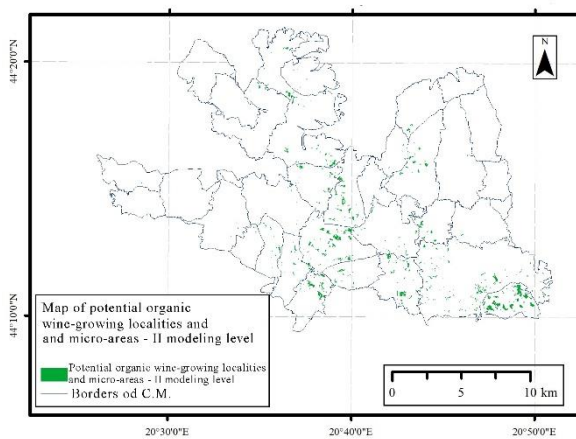 N
44°20'0"N
44°10'0"N
Map of potential organic
wine-growing localities and
and micro-areas - II modeling level
Potential organic wine-growing localities
and micro-areas - II modeling level
Borders od C.M.
0 5 10 km
20°30'0"E 20°40'0"E 20°50'0"E